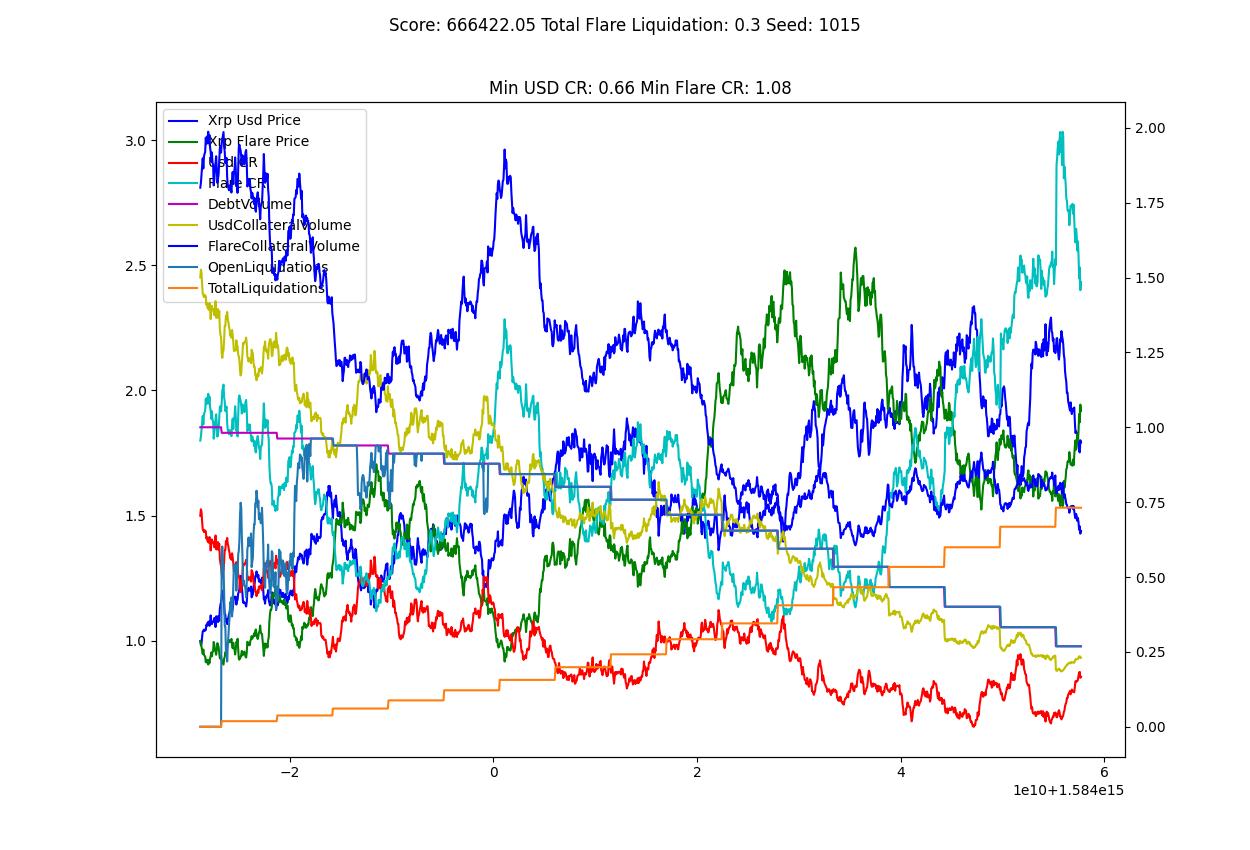 Score: 666422.05 Total Flare Liquidation: 0.3 Seed: 1015
Min USD CR: 0.66 Min Flare CR: 1.08
Xrp Usd Price
Xrp Flare Price
Usd CR
Flare CR
DebtVolume
UsdCollateralVolume
FlareCollateralVolume
OpenLiquidations
TotalLiquidations
3.0
2.5
2.0
1.5
1.0
2.00
1.75
1.50
1.25
1.00
0.75
0.50
0.25
0.00
−2
0
2
4
6
1e10+1.584e15